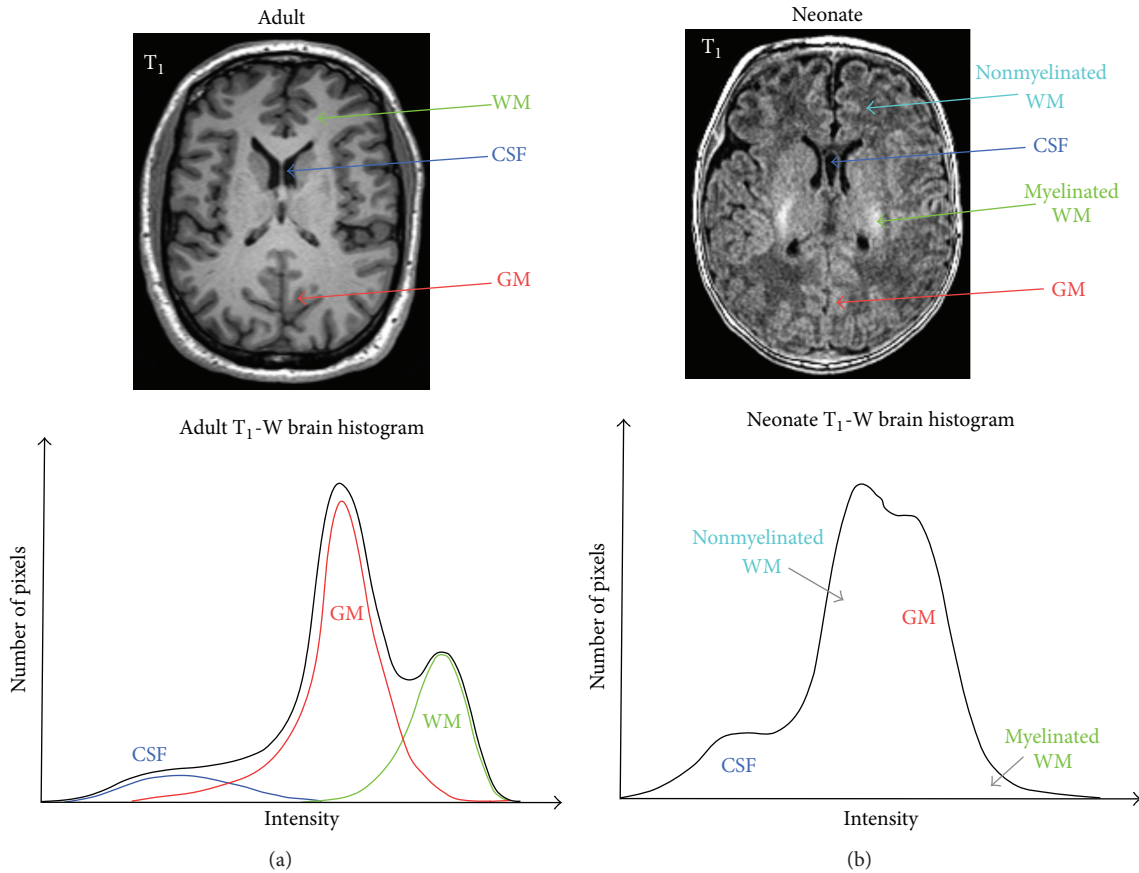 Adult
T1
WM
CSF
GM
Adult T1-W brain histogram
Number of pixels
CSF
GM
WM
Intensity
(a)
Neonate
T1
Nonmyelinated
WM
CSF
Myelinated
WM
GM
Neonate T1-W brain histogram
Number of pixels
Nonmyelinated
WM
GM
CSF
Myelinated
WM
Intensity
(b)